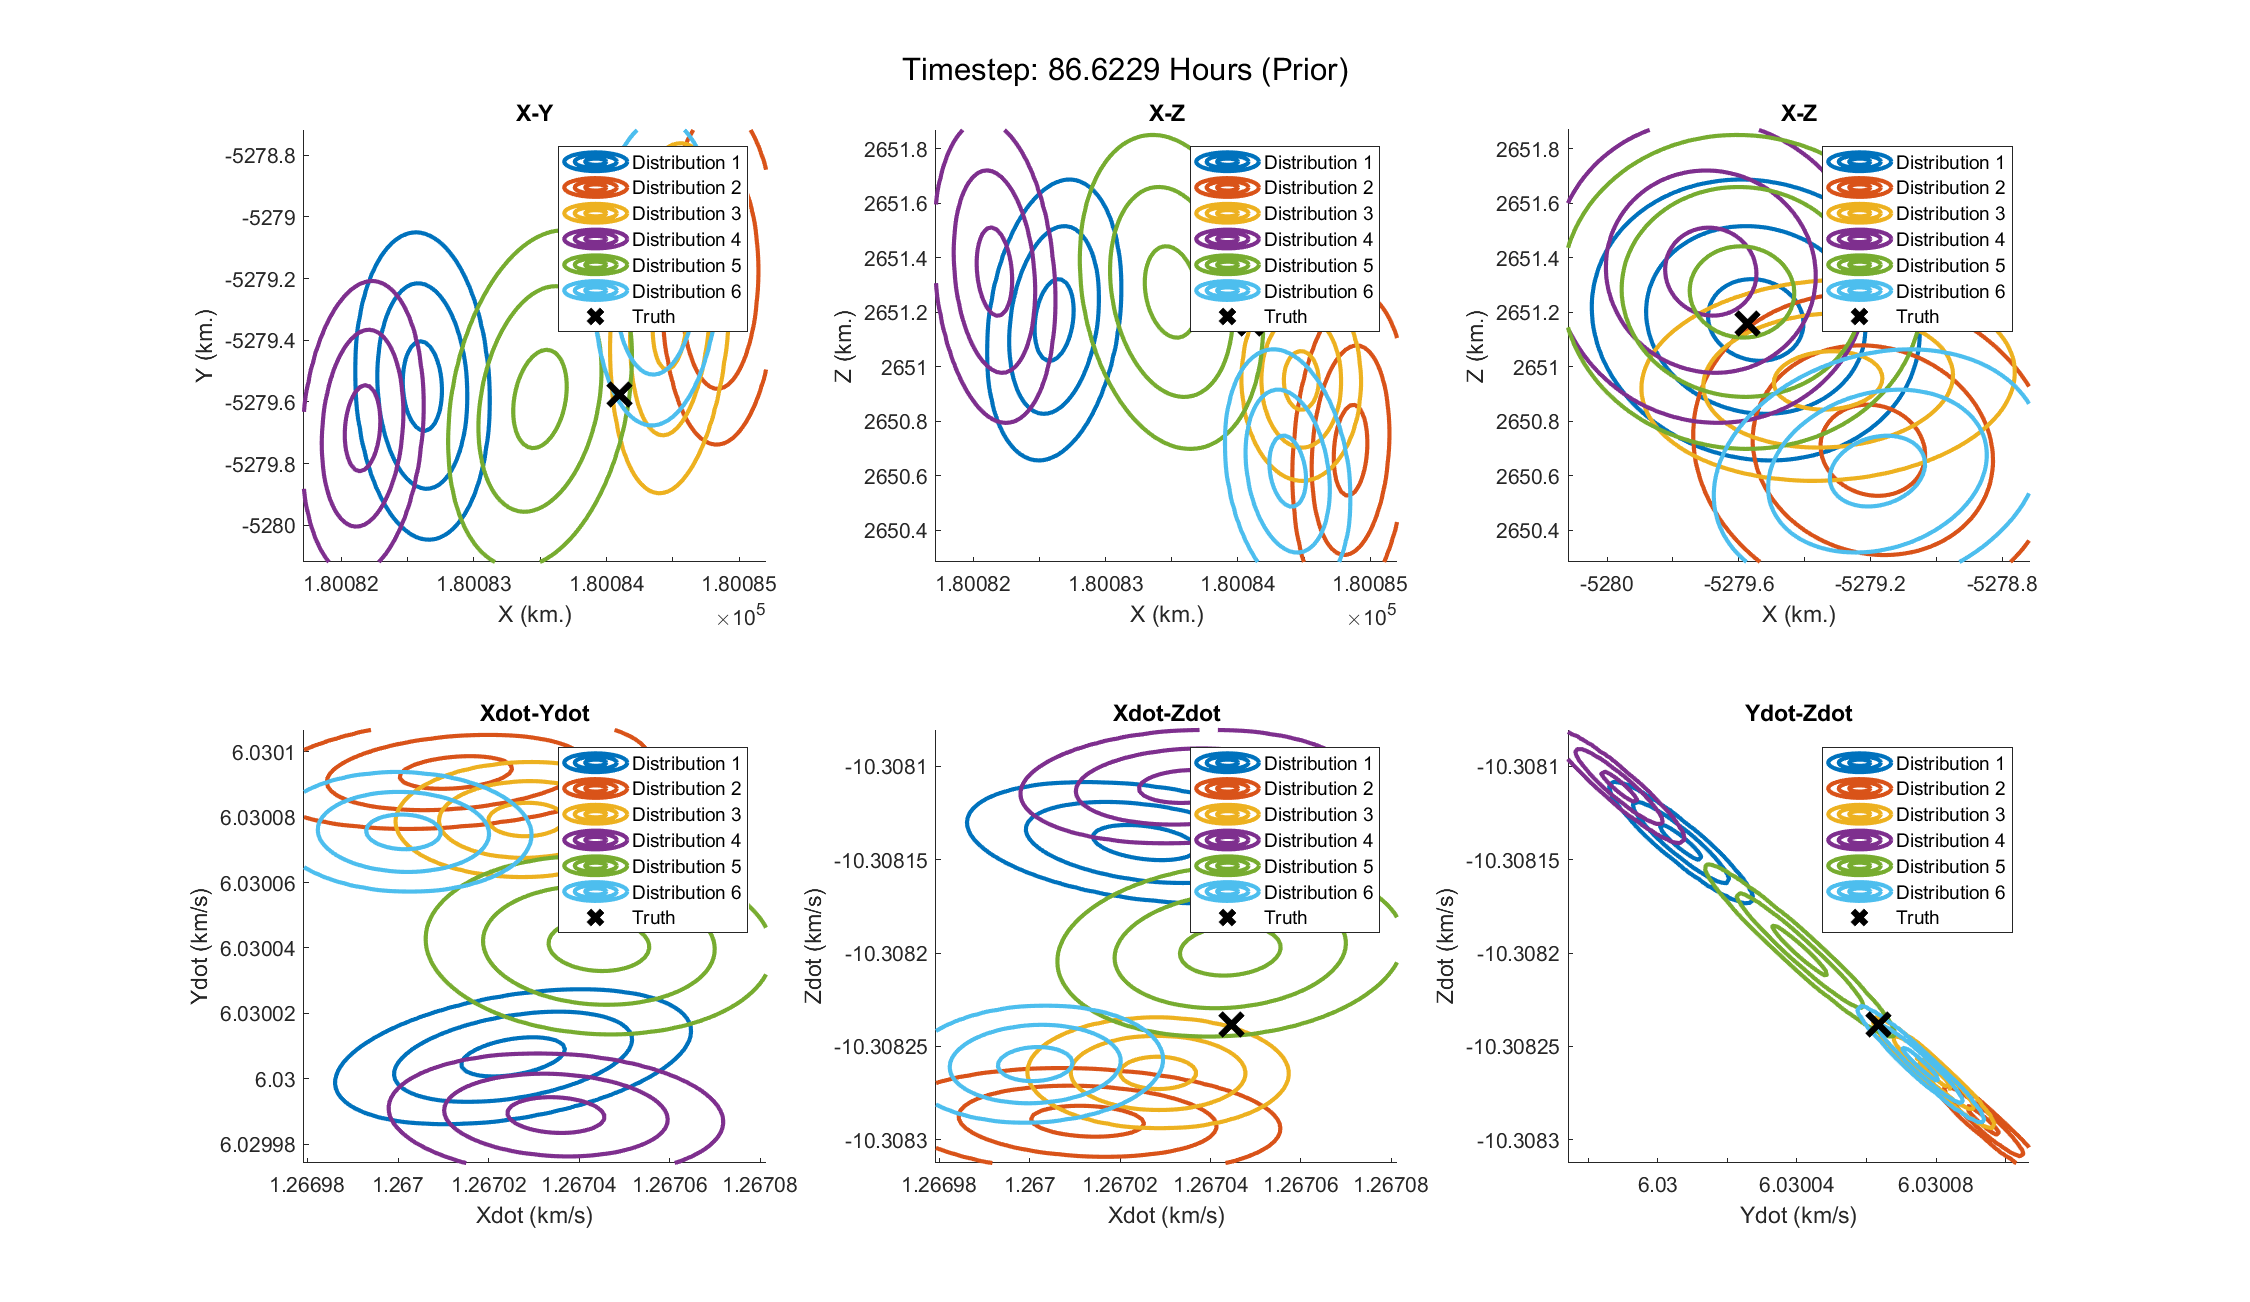 Timestep: 86.6229 Hours (Prior)
X-Y
-5278.8
-5279
-5279.2
-5279.4
-5279.6
-5279.8
-5280
Y (km.)
1.80082
1.80083
1.80084
1.80085
×10^5
X (km.)
Distribution 1
Distribution 2
Distribution 3
Distribution 4
Distribution 5
Distribution 6
Truth
X-Z
2651.8
2651.6
2651.4
2651.2
2651
2650.8
2650.6
2650.4
Z (km.)
1.80082
1.80083
1.80084
1.80085
×10^5
X (km.)
Distribution 1
Distribution 2
Distribution 3
Distribution 4
Distribution 5
Distribution 6
Truth
X-Z
2651.8
2651.6
2651.4
2651.2
2651
2650.8
2650.6
2650.4
Z (km.)
-5280
-5279.6
-5279.2
-5278.8
X (km.)
Distribution 1
Distribution 2
Distribution 3
Distribution 4
Distribution 5
Distribution 6
Truth
Xdot-Ydot
6.0301
6.03008
6.03006
6.03004
6.03002
6.03
6.02998
Ydot (km/s)
1.26698
1.267
1.26702
1.26704
1.26706
1.26708
Xdot (km/s)
Distribution 1
Distribution 2
Distribution 3
Distribution 4
Distribution 5
Distribution 6
Truth
Xdot-Zdot
-10.3081
-10.30815
-10.3082
-10.30825
-10.3083
Zdot (km/s)
1.26698
1.267
1.26702
1.26704
1.26706
1.26708
Xdot (km/s)
Distribution 1
Distribution 2
Distribution 3
Distribution 4
Distribution 5
Distribution 6
Truth
Ydot-Zdot
-10.3081
-10.30815
-10.3082
-10.30825
-10.3083
Zdot (km/s)
6.03
6.03004
6.03008
Ydot (km/s)
Distribution 1
Distribution 2
Distribution 3
Distribution 4
Distribution 5
Distribution 6
Truth